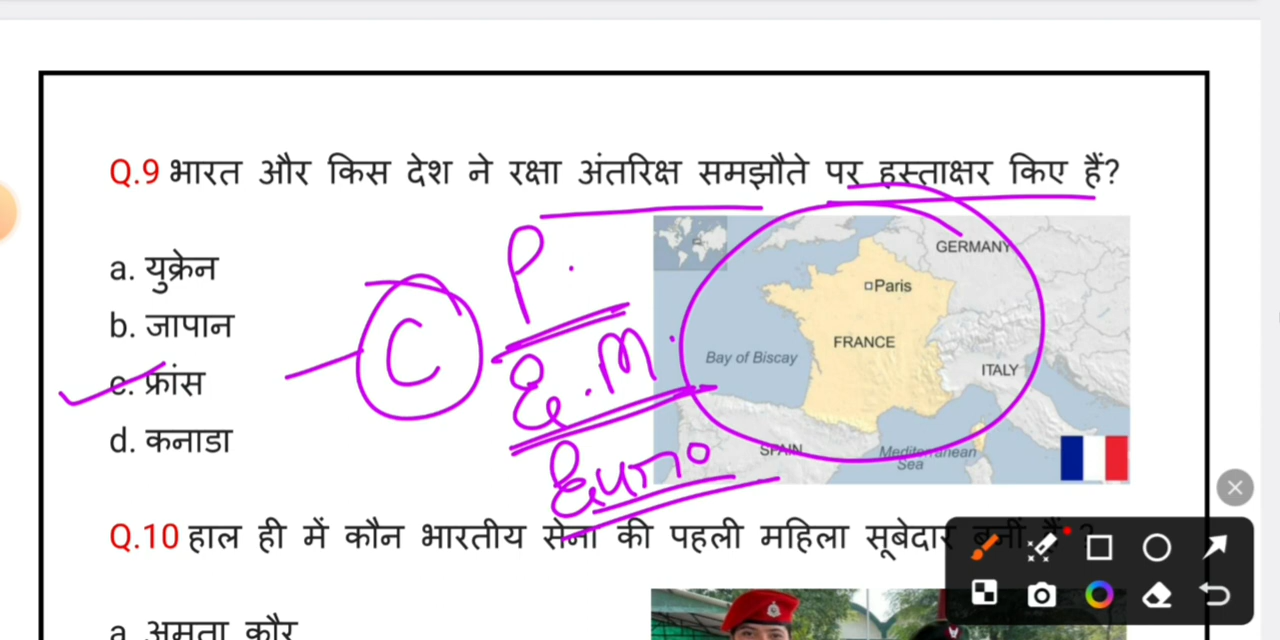 Q.9 भारत और किस देश ने रक्षा अंतरिक्ष समझौते पर हस्ताक्षर किए हैं?
a. युक्रेन
b. जापान
c. फ्रांस
d. कनाडा
C
P.
E.M.
Euro
GERMANY
Paris
FRANCE
Bay of Biscay
ITALY
SPAIN
Mediterranean
Sea
Q.10 हाल ही में कौन भारतीय सेना की पहली महिला सूबेदार बनीं हैं ?
a. अमृता कौर